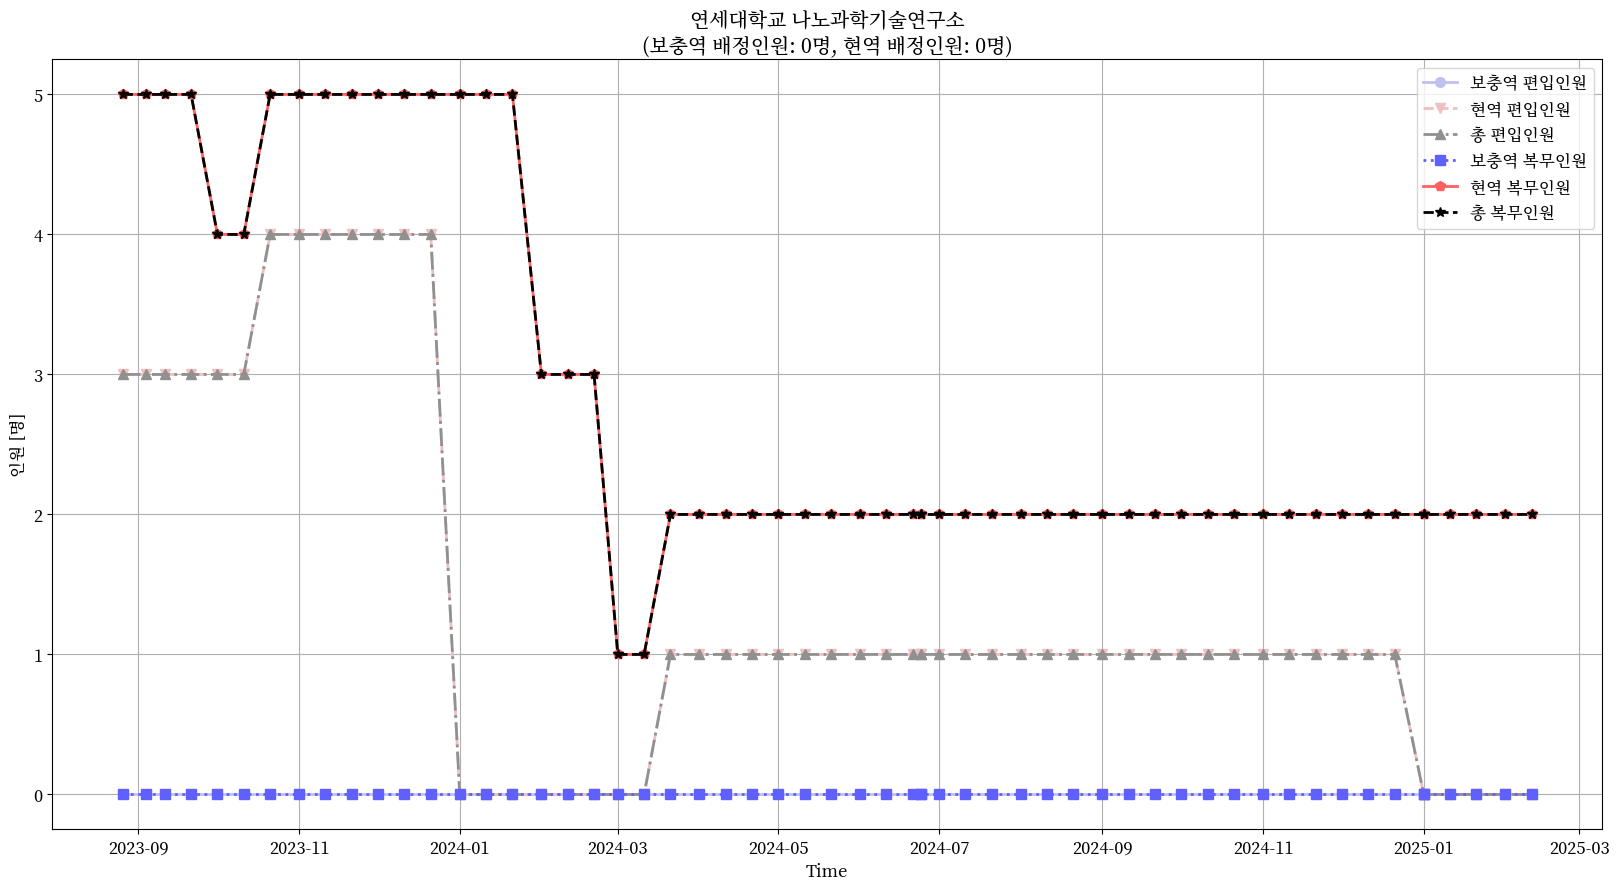 연세대학교 나노과학기술연구소
(보충역 배정인원: 0명, 현역 배정인원: 0명)
보충역 편입인원
현역 편입인원
총 편입인원
보충역 복무인원
현역 복무인원
총 복무인원
인원 [명]
5
4
3
2
1
0
2023-09
2023-11
2024-01
2024-03
2024-05
2024-07
2024-09
2024-11
2025-01
2025-03
Time